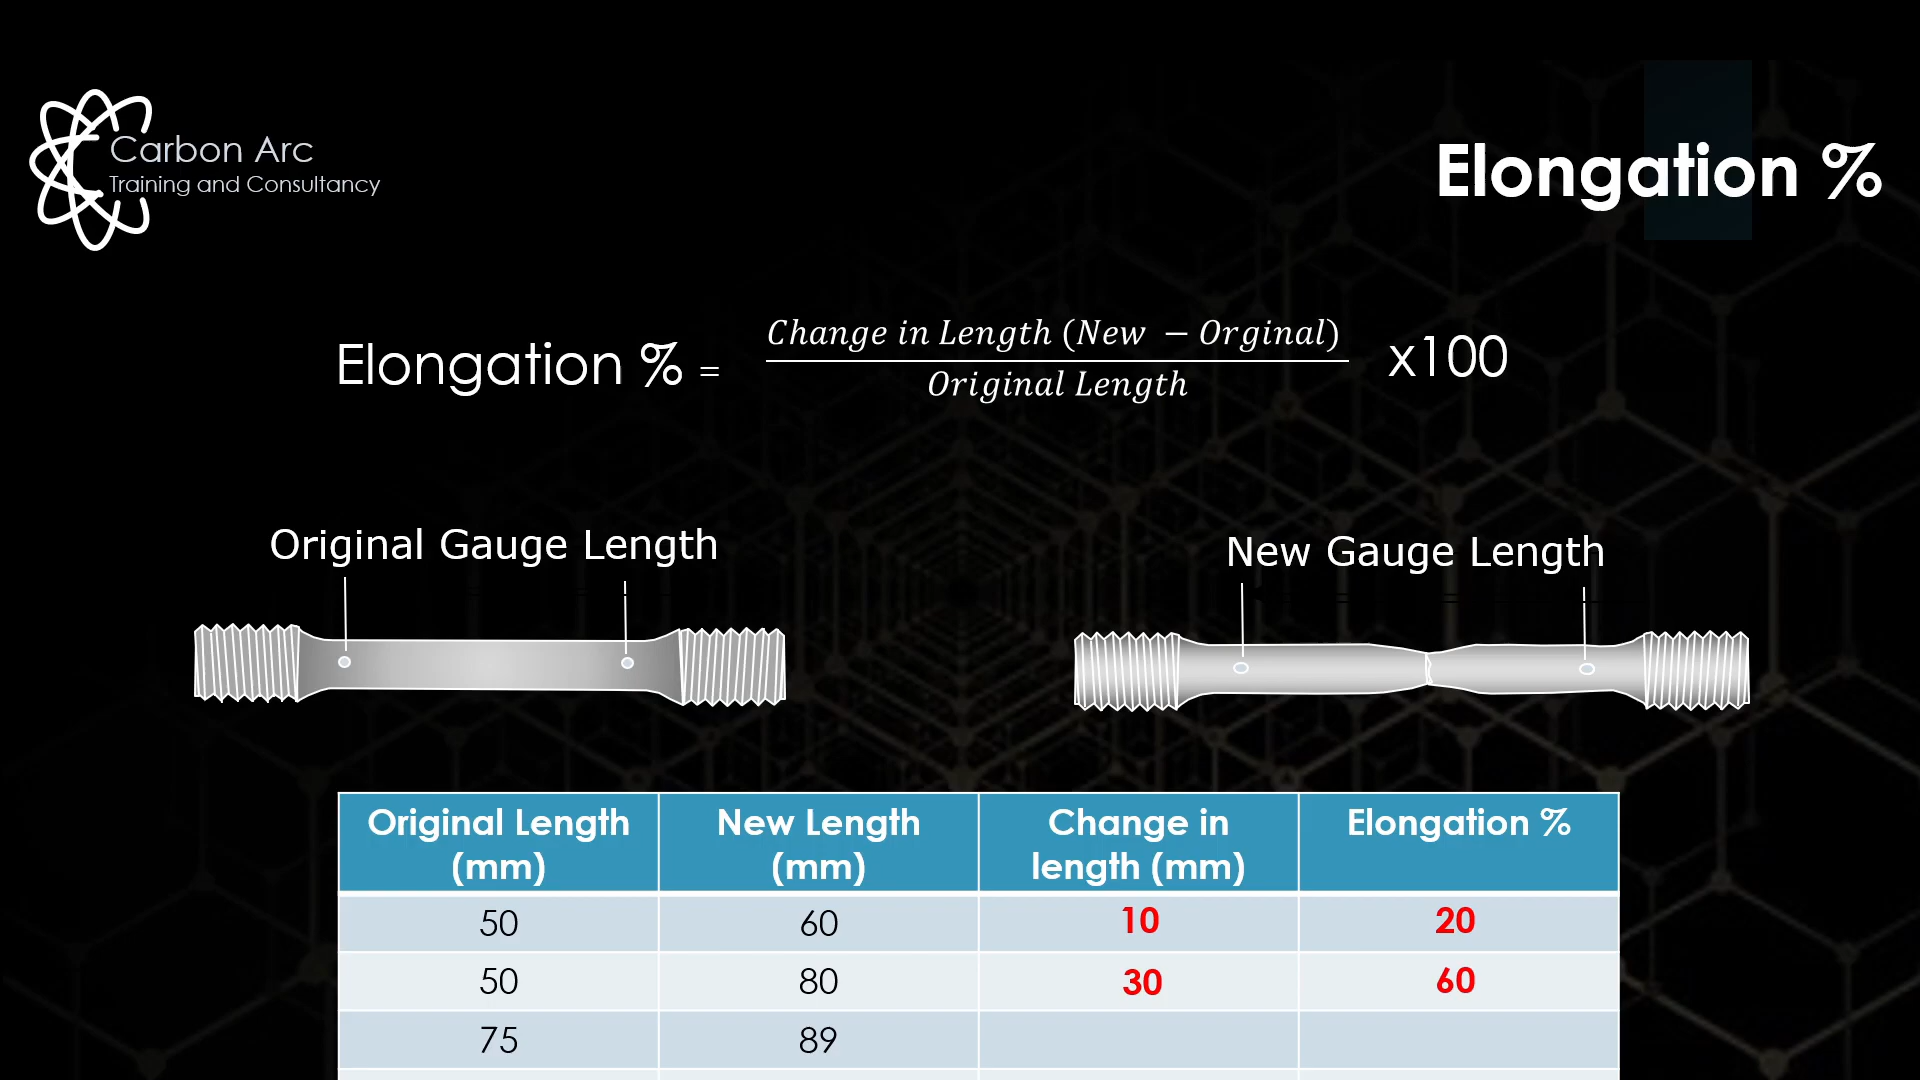 Carbon Arc
Training and Consultancy
Elongation %
Elongation % = Change in Length (New − Orginal) x100
Original Length
Original Gauge Length
New Gauge Length
Original Length (mm) New Length (mm) Change in length (mm) Elongation %
50 60 10 20
50 80 30 60
75 89